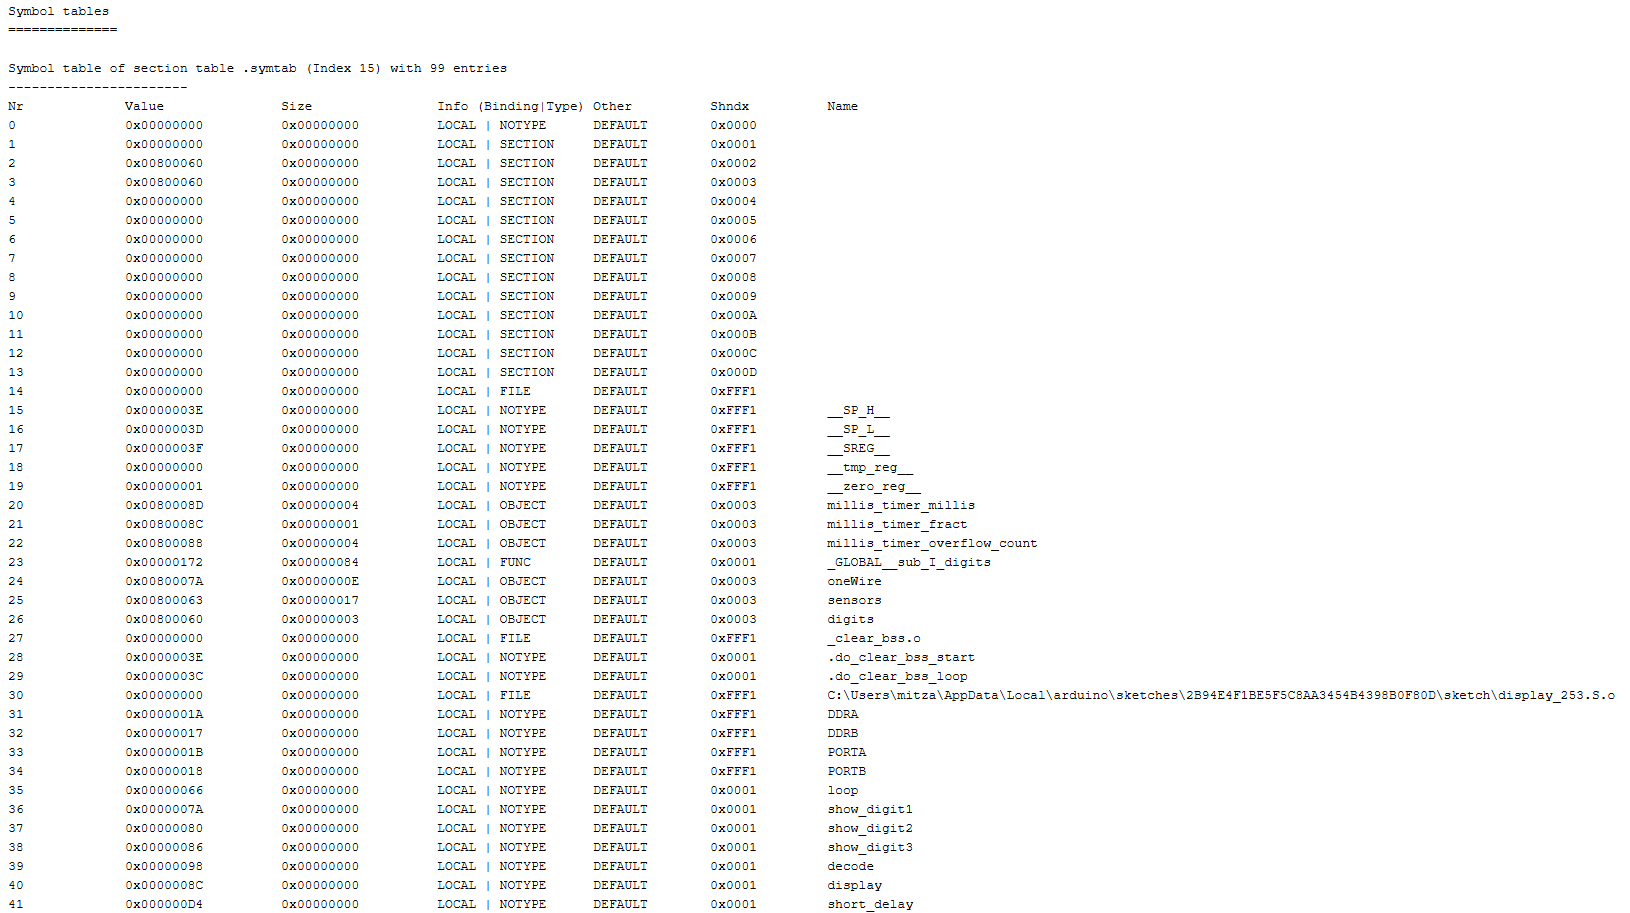 Symbol tables
==============
Symbol table of section table .symtab (Index 15) with 99 entries
-----------------------
Nr Value Size Info (Binding|Type) Other Shndx Name
0 0x00000000 0x00000000 LOCAL | NOTYPE DEFAULT 0x0000
1 0x00000000 0x00000000 LOCAL | SECTION DEFAULT 0x0001
2 0x00800060 0x00000000 LOCAL | SECTION DEFAULT 0x0002
3 0x00800060 0x00000000 LOCAL | SECTION DEFAULT 0x0003
4 0x00000000 0x00000000 LOCAL | SECTION DEFAULT 0x0004
5 0x00000000 0x00000000 LOCAL | SECTION DEFAULT 0x0005
6 0x00000000 0x00000000 LOCAL | SECTION DEFAULT 0x0006
7 0x00000000 0x00000000 LOCAL | SECTION DEFAULT 0x0007
8 0x00000000 0x00000000 LOCAL | SECTION DEFAULT 0x0008
9 0x00000000 0x00000000 LOCAL | SECTION DEFAULT 0x0009
10 0x00000000 0x00000000 LOCAL | SECTION DEFAULT 0x000A
11 0x00000000 0x00000000 LOCAL | SECTION DEFAULT 0x000B
12 0x00000000 0x00000000 LOCAL | SECTION DEFAULT 0x000C
13 0x00000000 0x00000000 LOCAL | SECTION DEFAULT 0x000D
14 0x00000000 0x00000000 LOCAL | FILE DEFAULT 0xFFF1
15 0x0000003E 0x00000000 LOCAL | NOTYPE DEFAULT 0xFFF1 __SP_H__
16 0x0000003D 0x00000000 LOCAL | NOTYPE DEFAULT 0xFFF1 __SP_L__
17 0x0000003F 0x00000000 LOCAL | NOTYPE DEFAULT 0xFFF1 __SREG__
18 0x00000000 0x00000000 LOCAL | NOTYPE DEFAULT 0xFFF1 __tmp_reg__
19 0x00000001 0x00000000 LOCAL | NOTYPE DEFAULT 0xFFF1 __zero_reg__
20 0x0080008D 0x00000004 LOCAL | OBJECT DEFAULT 0x0003 millis_timer_millis
21 0x0080008C 0x00000001 LOCAL | OBJECT DEFAULT 0x0003 millis_timer_fract
22 0x00800088 0x00000004 LOCAL | OBJECT DEFAULT 0x0003 millis_timer_overflow_count
23 0x00000172 0x00000084 LOCAL | FUNC DEFAULT 0x0001 _GLOBAL__sub_I_digits
24 0x0080007A 0x0000000E LOCAL | OBJECT DEFAULT 0x0003 oneWire
25 0x00800063 0x00000017 LOCAL | OBJECT DEFAULT 0x0003 sensors
26 0x00800060 0x00000003 LOCAL | OBJECT DEFAULT 0x0003 digits
27 0x00000000 0x00000000 LOCAL | FILE DEFAULT 0xFFF1 _clear_bss.o
28 0x0000003E 0x00000000 LOCAL | NOTYPE DEFAULT 0x0001 .do_clear_bss_start
29 0x0000003C 0x00000000 LOCAL | NOTYPE DEFAULT 0x0001 .do_clear_bss_loop
30 0x00000000 0x00000000 LOCAL | FILE DEFAULT 0xFFF1 C:\Users\mitza\AppData\Local\arduino\sketches\2B94E4F1BE5F5C8AA3454B4398B0F80D\sketch\display_253.S.o
31 0x0000001A 0x00000000 LOCAL | NOTYPE DEFAULT 0xFFF1 DDRA
32 0x00000017 0x00000000 LOCAL | NOTYPE DEFAULT 0xFFF1 DDRB
33 0x0000001B 0x00000000 LOCAL | NOTYPE DEFAULT 0xFFF1 PORTA
34 0x00000018 0x00000000 LOCAL | NOTYPE DEFAULT 0xFFF1 PORTB
35 0x00000066 0x00000000 LOCAL | NOTYPE DEFAULT 0x0001 loop
36 0x0000007A 0x00000000 LOCAL | NOTYPE DEFAULT 0x0001 show_digit1
37 0x00000080 0x00000000 LOCAL | NOTYPE DEFAULT 0x0001 show_digit2
38 0x00000086 0x00000000 LOCAL | NOTYPE DEFAULT 0x0001 show_digit3
39 0x00000098 0x00000000 LOCAL | NOTYPE DEFAULT 0x0001 decode
40 0x0000008C 0x00000000 LOCAL | NOTYPE DEFAULT 0x0001 display
41 0x000000D4 0x00000000 LOCAL | NOTYPE DEFAULT 0x0001 short_delay